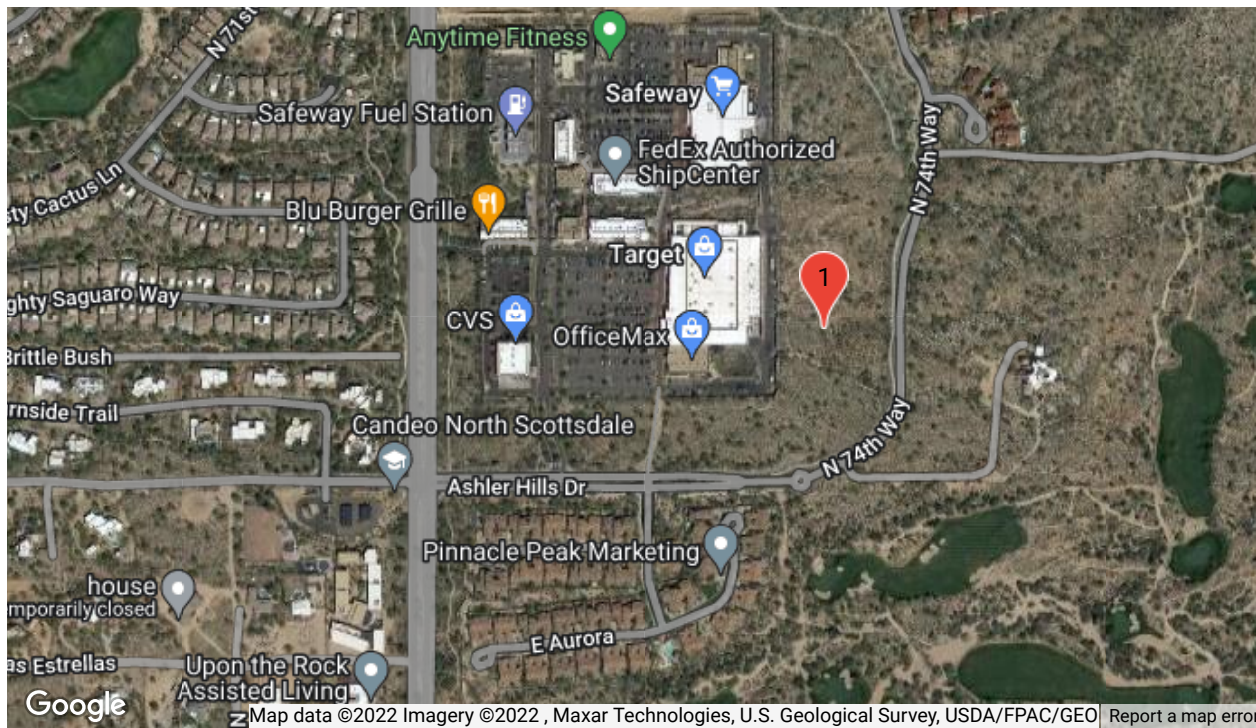 N 71st
Anytime Fitness
Safeway
Safeway Fuel Station
FedEx Authorized
ShipCenter
N 74th Way
sty Cactus Ln
Blu Burger Grille
Target
1
ghty Saguaro Way
CVS
OfficeMax
Brittle Bush
rnside Trail
Candeo North Scottsdale
N 74th Way
Ashler Hills Dr
Pinnacle Peak Marketing
house
emporarily closed
E Aurora
as Estrellas
Upon the Rock
Assisted Living
N
Google
Map data ©2022 Imagery ©2022 , Maxar Technologies, U.S. Geological Survey, USDA/FPAC/GEO
Report a map erro